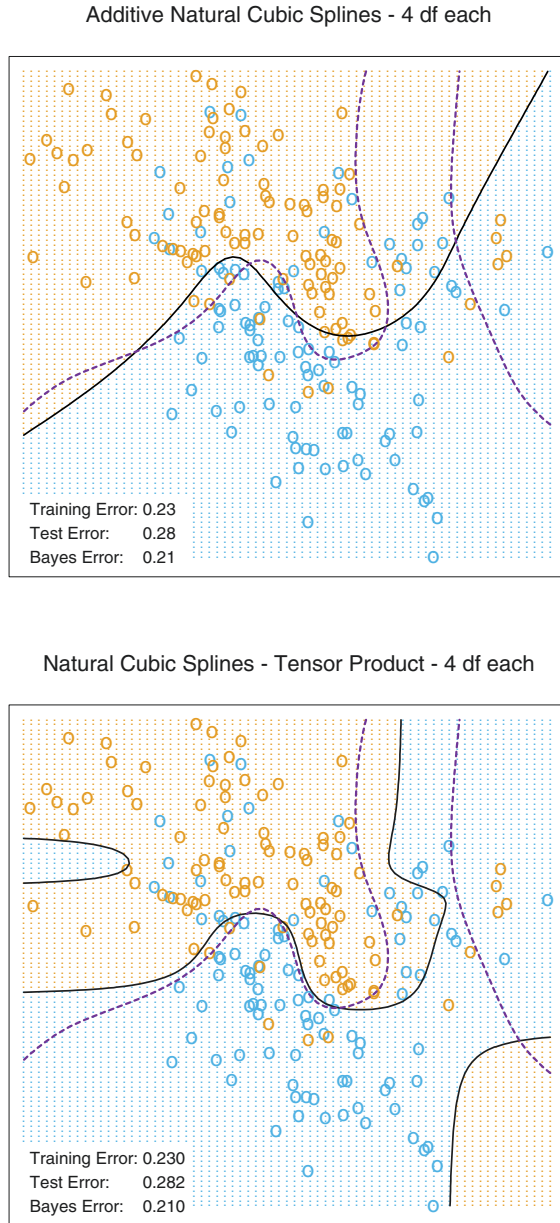 Additive Natural Cubic Splines - 4 df each
Training Error: 0.23
Test Error: 0.28
Bayes Error: 0.21
Natural Cubic Splines - Tensor Product - 4 df each
Training Error: 0.230
Test Error: 0.282
Bayes Error: 0.210